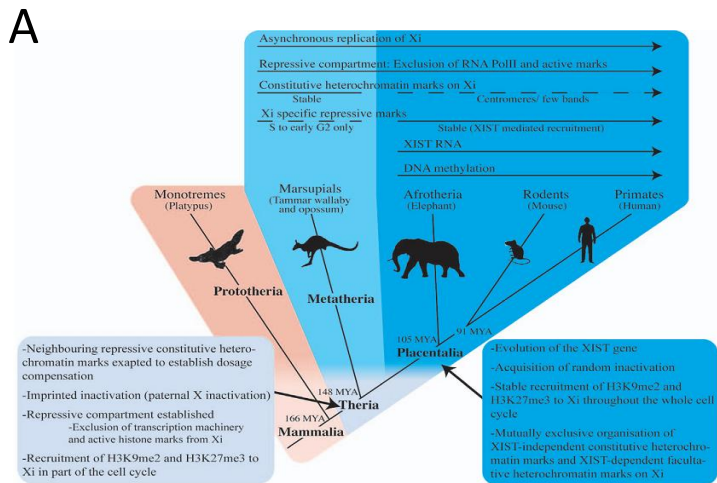 A
Asynchronous replication of Xi
Repressive compartment: Exclusion of RNA PolII and active marks
Constitutive heterochromatin marks on Xi
Stable
Centromeres/ few bands
Xi specific repressive marks
S to early G2 only
Stable (XIST mediated recruitment)
XIST RNA
DNA methylation
Monotremes
(Platypus)
Marsupials
(Tammar wallaby
and opossum)
Afrotheria
(Elephant)
Rodents
(Mouse)
Primates
(Human)
Prototheria
Metatheria
91 MYA
105 MYA
Placentalia
148 MYA
Theria
166 MYA
Mammalia
-Neighbouring repressive constitutive hetero-
chromatin marks exapted to establish dosage
compensation
-Imprinted inactivation (paternal X inactivation)
-Repressive compartment established
-Exclusion of transcription machinery
and active histone marks from Xi
-Recruitment of H3K9me2 and H3K27me3 to
Xi in part of the cell cycle
-Evolution of the XIST gene
-Acquisition of random inactivation
-Stable recruitment of H3K9me2 and
H3K27me3 to Xi throughout the whole cell
cycle
-Mutually exclusive organisation of
XIST-independent constitutive heterochro-
matin marks and XIST-dependent faculta-
tive heterochromatin marks on Xi